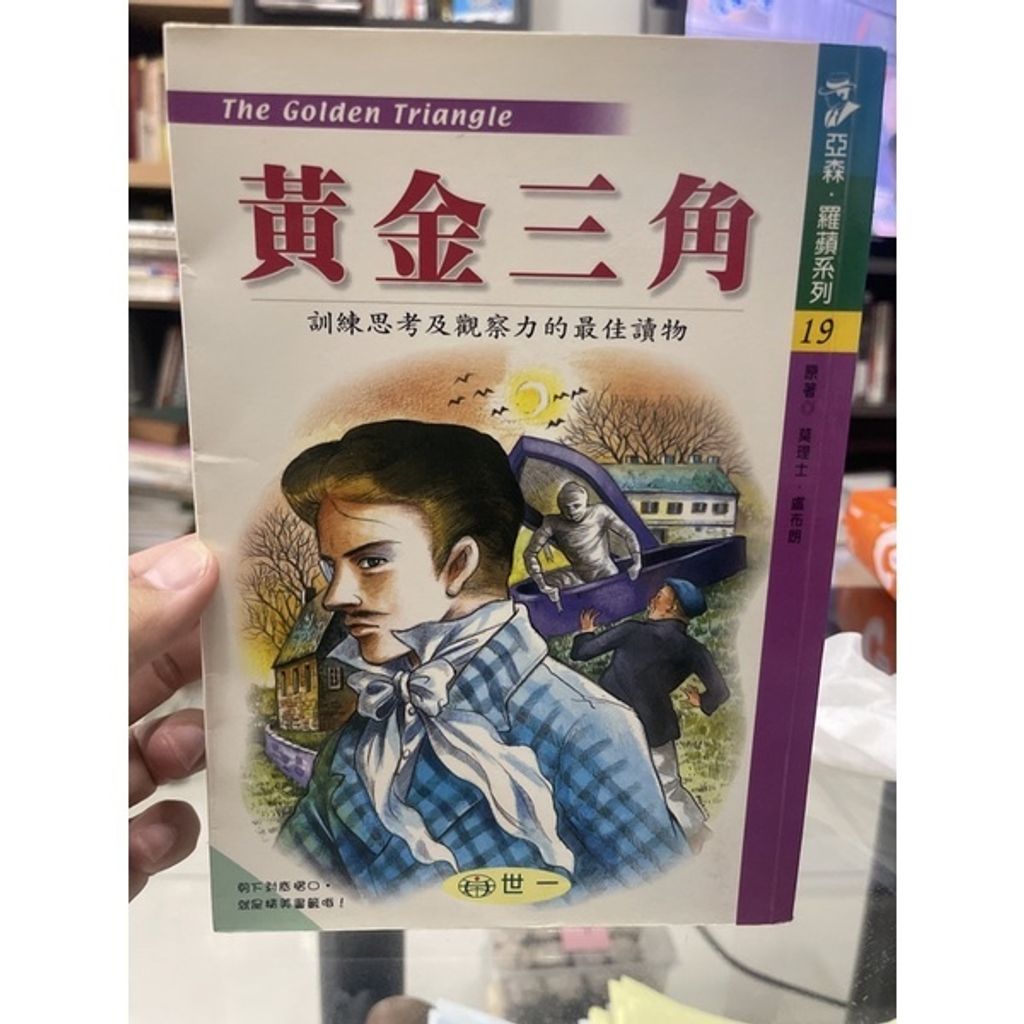 The Golden Triangle
黃金三角
訓練思考及觀察力的最佳讀物
亞森·羅蘋系列
19
原著 莫理士·盧布朗
世一